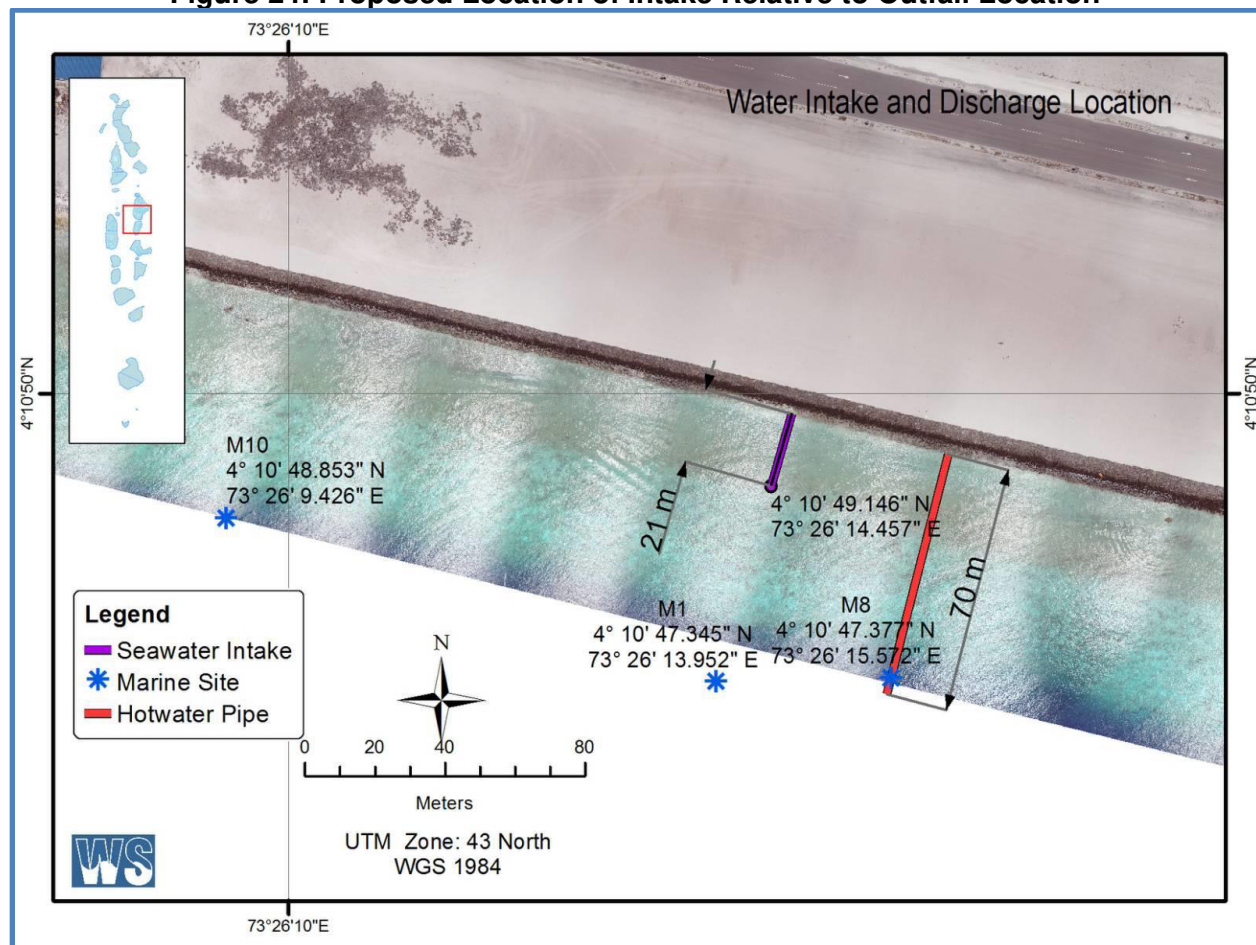 Figure 21. Proposed Location of Intake Relative to Outfall Location
73°26'10"E
Water Intake and Discharge Location
4°10'50"N
4°10'50"N
M10
4° 10' 48.853" N
73° 26' 9.426" E
21 m
4° 10' 49.146" N
73° 26' 14.457" E
70 m
M1
4° 10' 47.345" N
73° 26' 13.952" E
M8
4° 10' 47.377" N
73° 26' 15.572" E
Legend
Seawater Intake
Marine Site
Hotwater Pipe
N
0 20 40 80
Meters
UTM Zone: 43 North
WGS 1984
WS
73°26'10"E